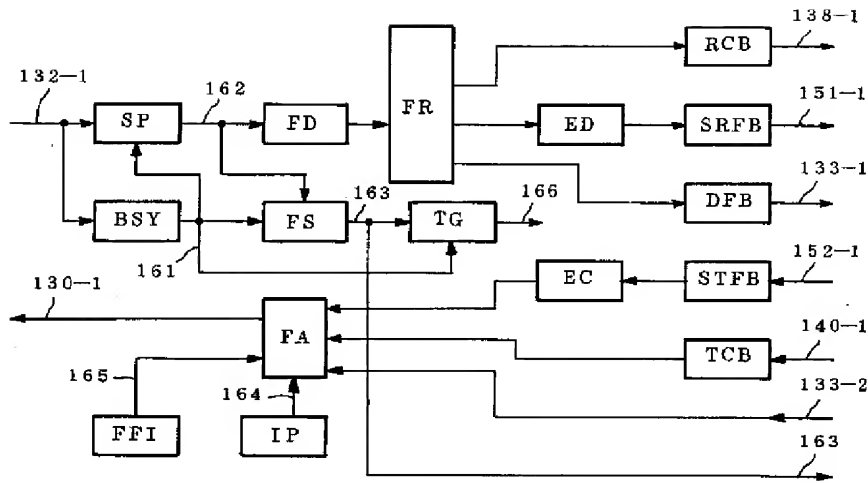 138-1
RCB
132-1
162
SP
FD
FR
ED
SRFB
151-1
163
166
133-1
DFB
BSY
FS
TG
161
152-1
130-1
EC
STFB
FA
140-1
TCB
165
164
133-2
FFI
IP
163